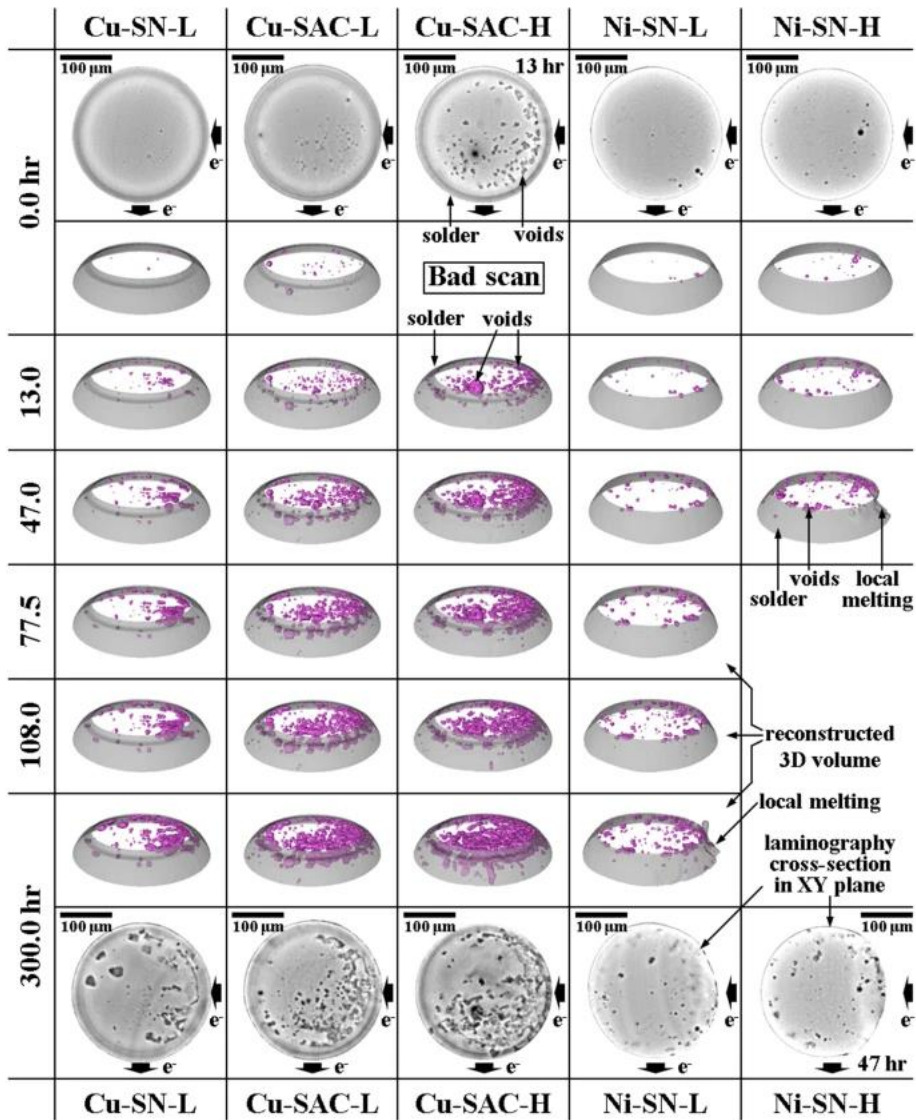 Cu-SN-L Cu-SAC-L Cu-SAC-H Ni-SN-L Ni-SN-H
100 μm 100 μm 100 μm 13 hr 100 μm 100 μm
0.0 hr
e⁻ e⁻ e⁻ e⁻ e⁻
e⁻ e⁻ e⁻ e⁻ e⁻
solder voids
Bad scan
solder voids
13.0
47.0
voids local
solder melting
77.5
108.0
reconstructed
3D volume
local melting
laminography
cross-section
in XY plane
300.0 hr
100 μm 100 μm 100 μm 100 μm 100 μm
e⁻ e⁻ e⁻ e⁻ e⁻
e⁻ e⁻ e⁻ e⁻ e⁻ 47 hr
Cu-SN-L Cu-SAC-L Cu-SAC-H Ni-SN-L Ni-SN-H